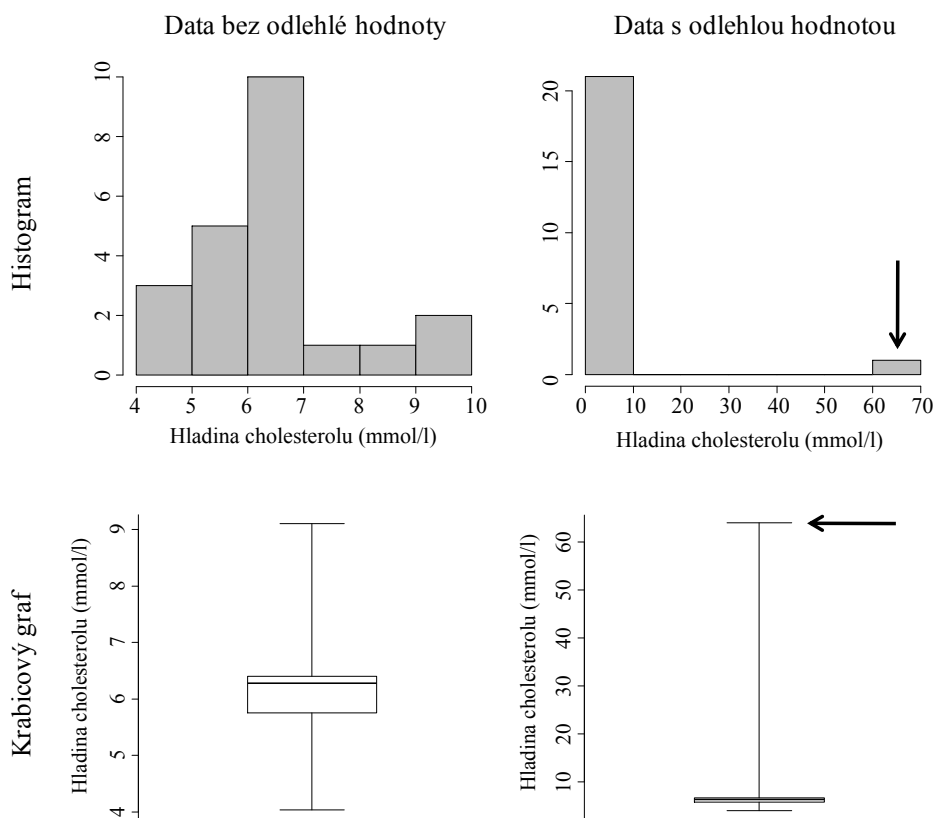 Data bez odlehlé hodnoty
Data s odlehlou hodnotou
Histogram
10
8
6
4
2
0
4 5 6 7 8 9 10
Hladina cholesterolu (mmol/l)
20
15
10
5
0
0 10 20 30 40 50 60 70
Hladina cholesterolu (mmol/l)
Krabicový graf
Hladina cholesterolu (mmol/l)
9
8
7
6
5
4
Hladina cholesterolu (mmol/l)
60
50
40
30
20
10